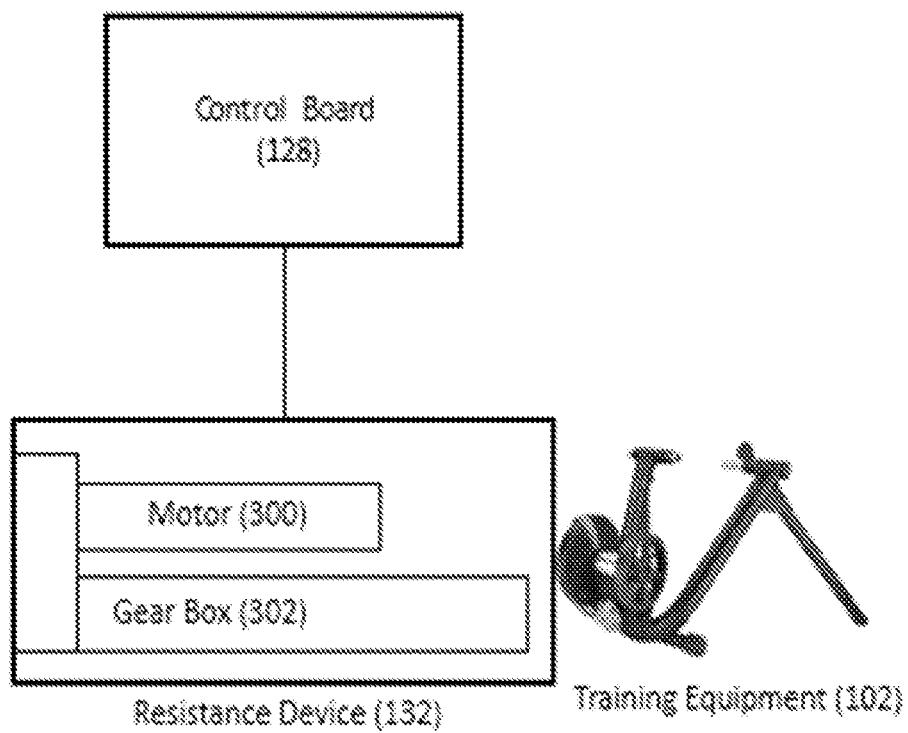 Control Board
(128)
Motor (300)
Gear Box (302)
Resistance Device (132)
Training Equipment (102)